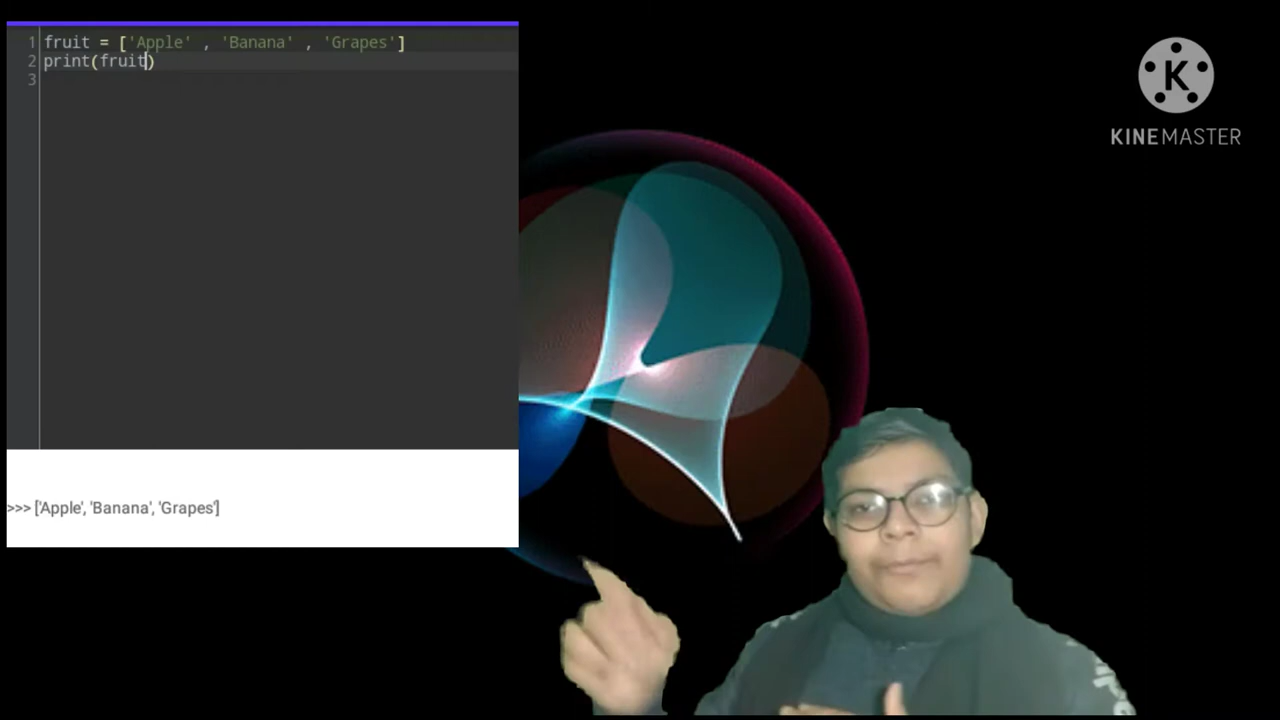 1 fruit = ['Apple' , 'Banana' , 'Grapes']
2 print(fruit)
3
>>> ['Apple', 'Banana', 'Grapes']
K
KINEMASTER